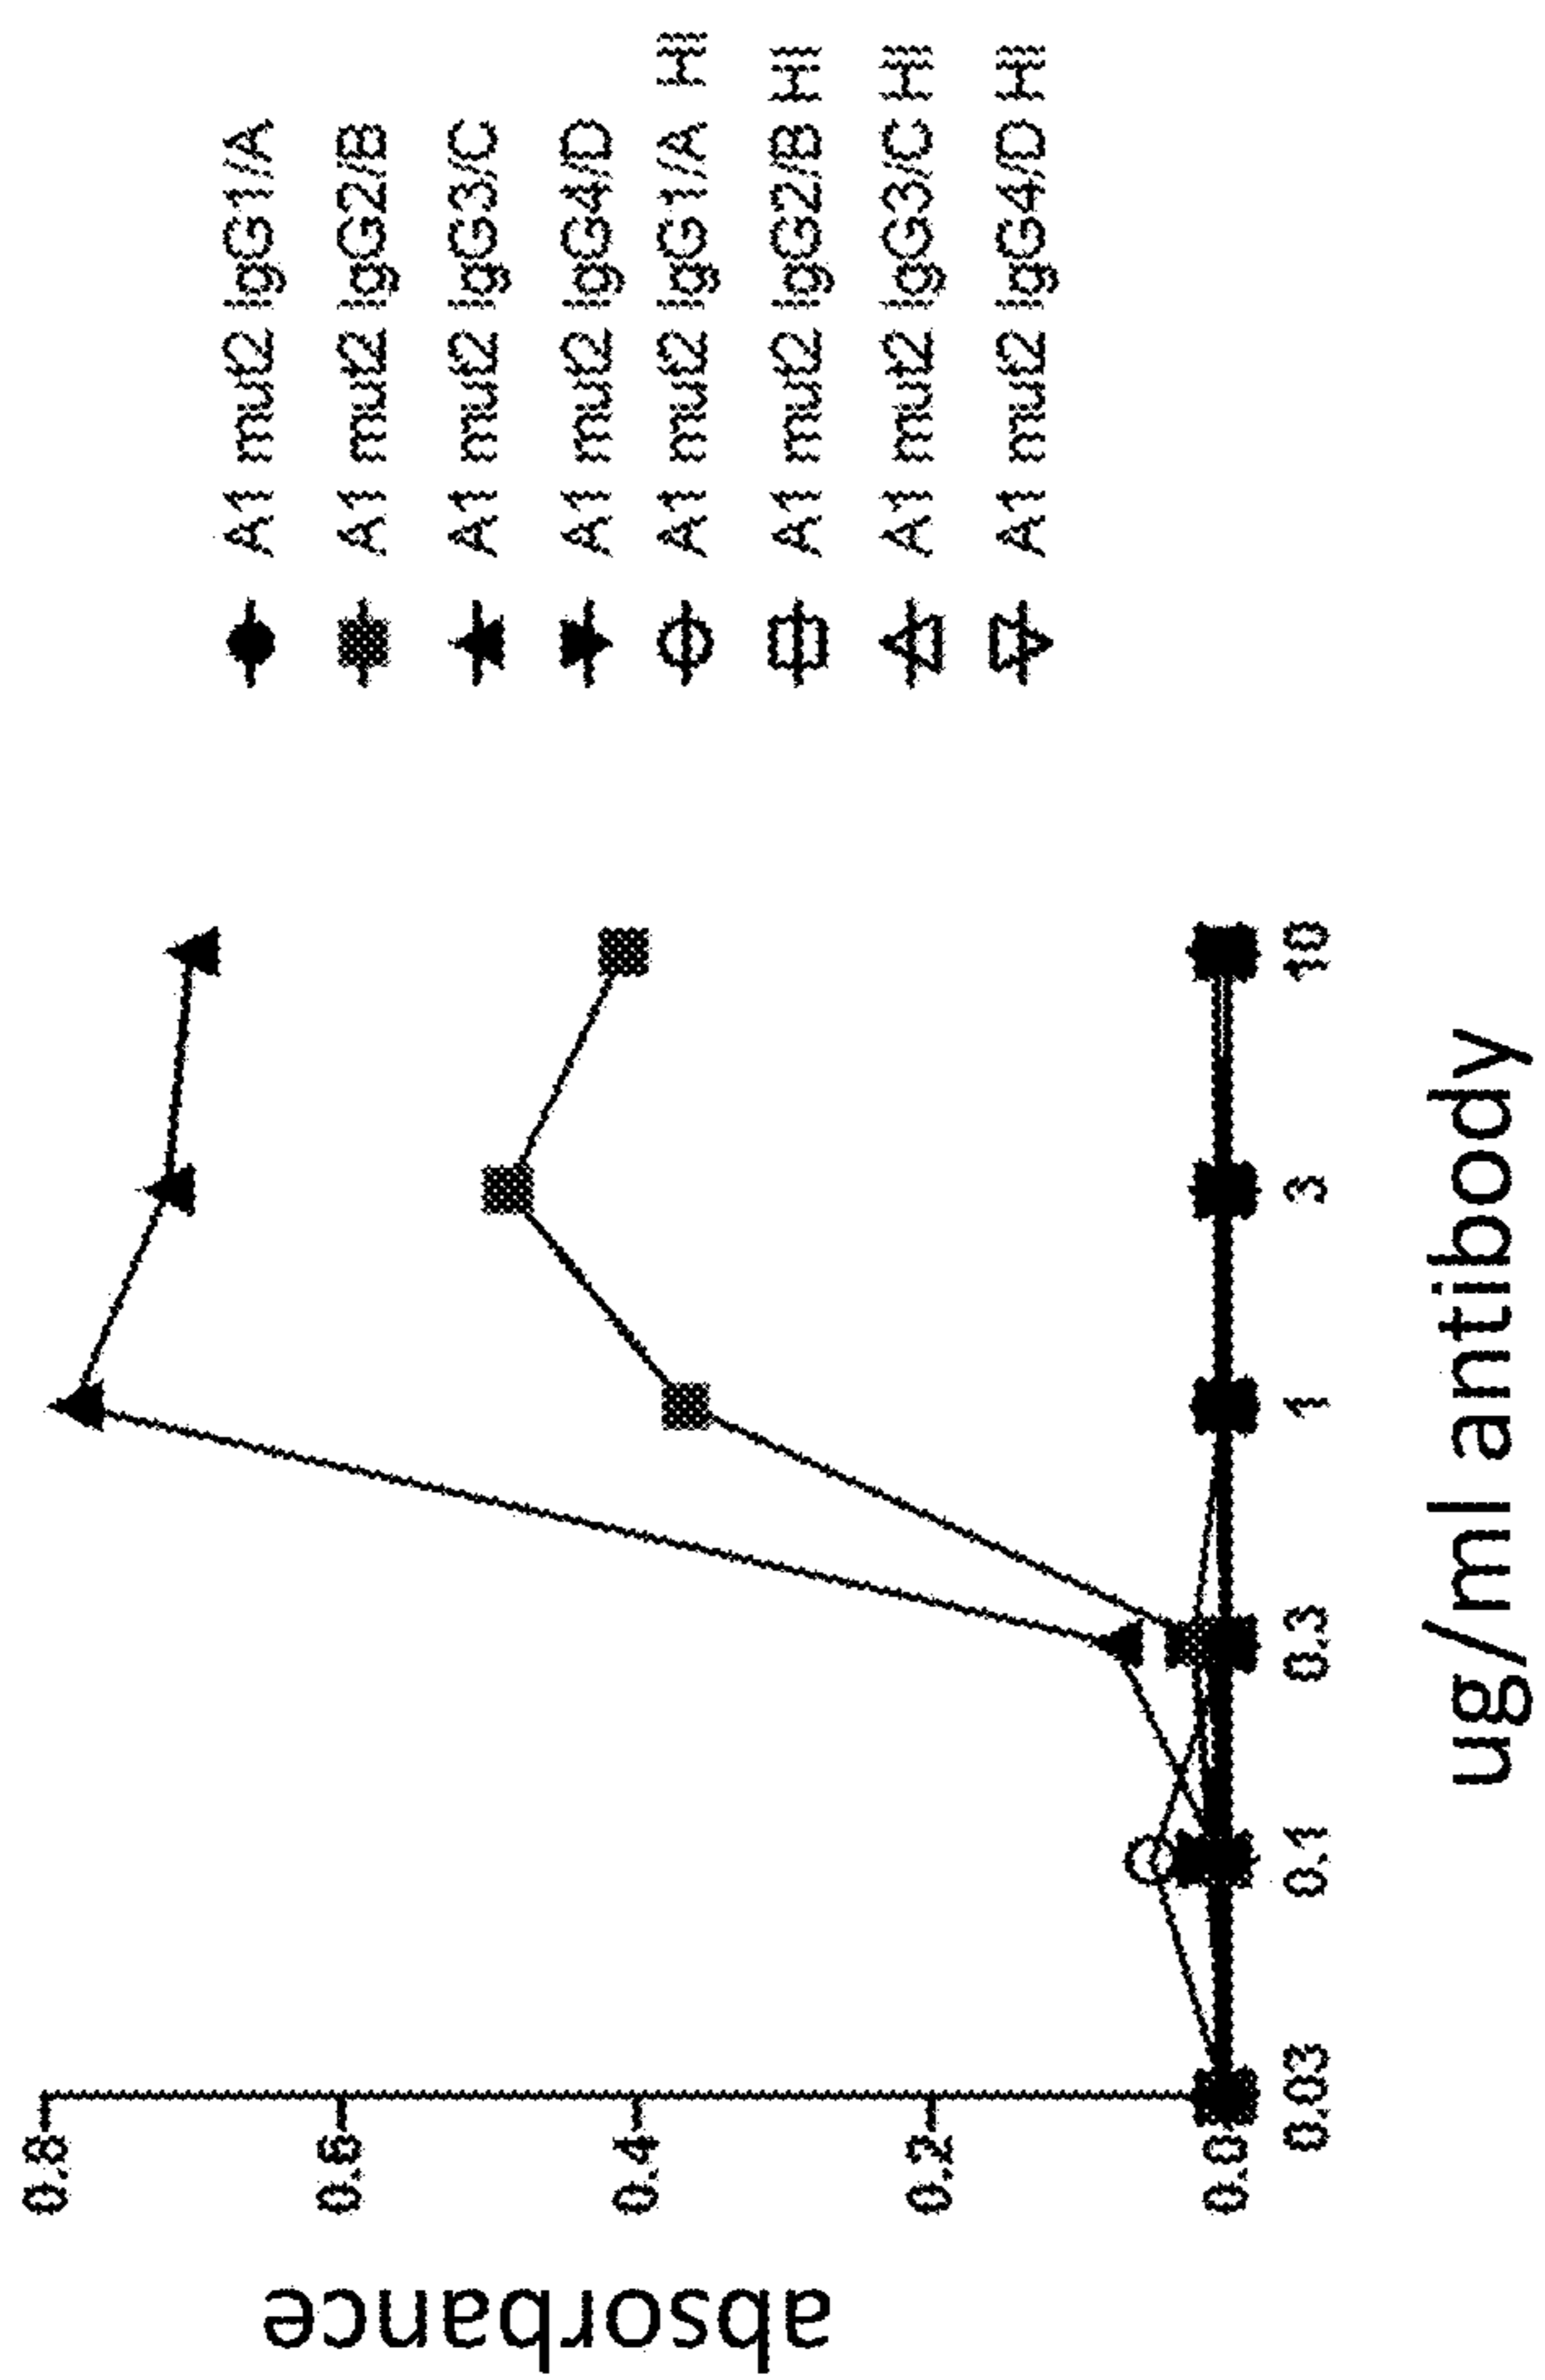 absorbance
0.8
0.6
0.4
0.2
0.0
0.03
0.1
0.3
1
3
10
ug/ml antibody
A1 mut2 IgG1/A
A1 mut2 IgG2/B
A1 mut2 IgG3/C
A1 mut2 IgG4/D
A1 mut2 IgG1/A HI
A1 mut2 IgG2/B HI
A1 mut2 IgG3/C HI
A1 mut2 IgG4/D HI